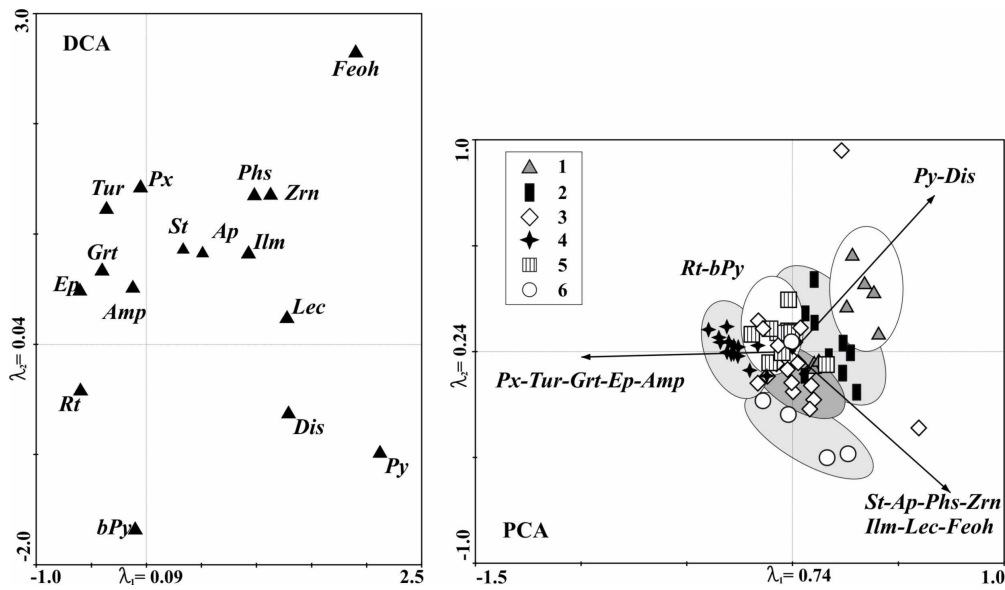 3.0
DCA
Feoh
Tur
Px
Phs
Zrn
St
Ap
Ilm
Grt
Ep
Amp
Lec
λ₂= 0.04
Rt
Dis
Py
bPy
-2.0
-1.0
λ₁= 0.09
2.5
1.0
1
2
3
4
5
6
Py-Dis
Rt-bPy
λ₂= 0.24
Px-Tur-Grt-Ep-Amp
St-Ap-Phs-Zrn
Ilm-Lec-Feoh
PCA
-1.0
-1.5
λ₁= 0.74
1.0